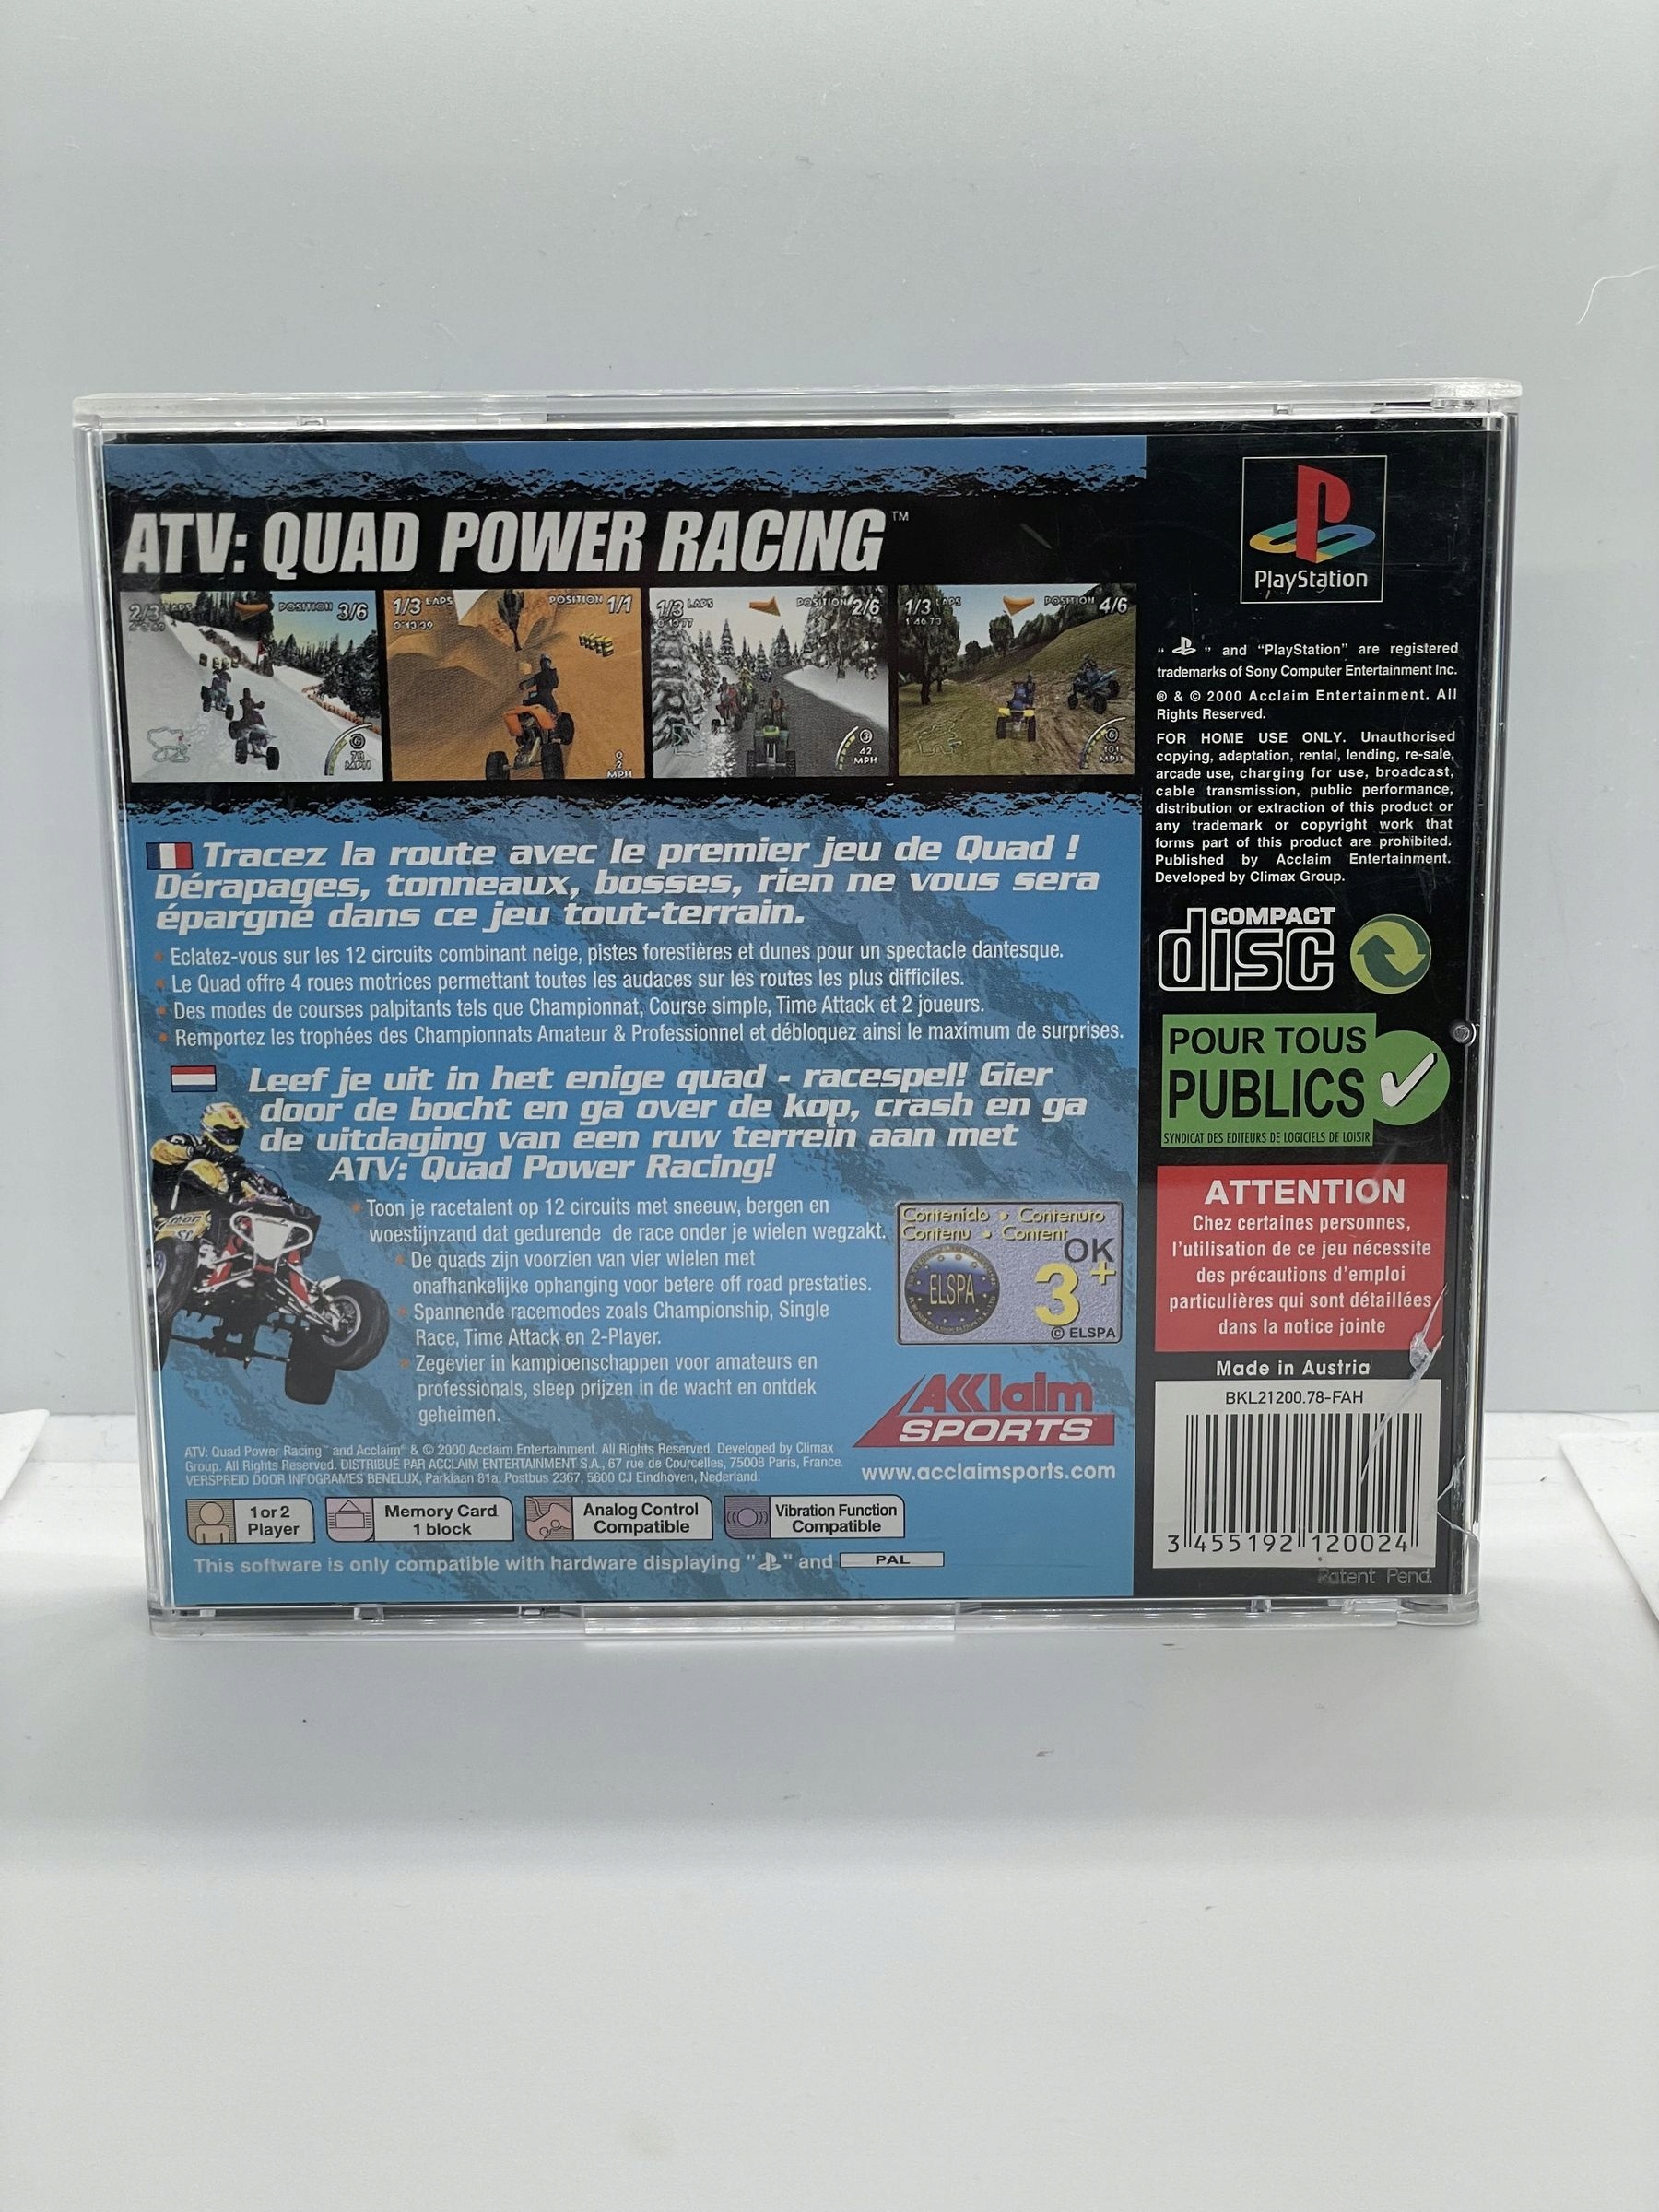 ATV: QUAD POWER RACING™
2/3 LAPS
POSITION 3/6
MPH
1/3 LAPS
0'13'39
POSITION 1/1
0
2
MPH
1/3 LAPS
POSITION 2/6
3
42
MPH
1/3 LAPS
1'46'73
POSITION 4/6
6
101
MPH
Tracez la route avec le premier jeu de Quad !
Dérapages, tonneaux, bosses, rien ne vous sera
épargné dans ce jeu tout-terrain.
• Eclatez-vous sur les 12 circuits combinant neige, pistes forestières et dunes pour un spectacle dantesque.
• Le Quad offre 4 roues motrices permettant toutes les audaces sur les routes les plus difficiles.
• Des modes de courses palpitants tels que Championnat, Course simple, Time Attack et 2 joueurs.
• Remportez les trophées des Championnats Amateur & Professionnel et débloquez ainsi le maximum de surprises.
Leef je uit in het enige quad - racespel! Gier
door de bocht en ga over de kop, crash en ga
de uitdaging van een ruw terrein aan met
ATV: Quad Power Racing!
• Toon je racetalent op 12 circuits met sneeuw, bergen en
woestijnzand dat gedurende de race onder je wielen wegzakt.
• De quads zijn voorzien van vier wielen met
onafhankelijke ophanging voor betere off road prestaties.
• Spannende racemodes zoals Championship, Single
Race, Time Attack en 2-Player.
• Zegevier in kampioenschappen voor amateurs en
professionals, sleep prijzen in de wacht en ontdek
geheimen.
Contenido • Contenuto
Contenu • Content
OK
3+
ELSPA
© ELSPA
AKKlaim
SPORTS
www.acclaimsports.com
ATV: Quad Power Racing™ and Acclaim® & © 2000 Acclaim Entertainment. All Rights Reserved. Developed by Climax
Group. All Rights Reserved. DISTRIBUÉ PAR ACCLAIM ENTERTAINMENT S.A., 67 rue de Courcelles, 75008 Paris, France.
VERSPREID DOOR INFOGRAMES BENELUX, Parklaan 81a, Postbus 2367, 5600 CJ Eindhoven, Nederland.
1 or 2
Player
Memory Card
1 block
Analog Control
Compatible
Vibration Function
Compatible
This software is only compatible with hardware displaying " " and PAL
PlayStation
" " and "PlayStation" are registered
trademarks of Sony Computer Entertainment Inc.
® & © 2000 Acclaim Entertainment. All
Rights Reserved.
FOR HOME USE ONLY. Unauthorised
copying, adaptation, rental, lending, re-sale,
arcade use, charging for use, broadcast,
cable transmission, public performance,
distribution or extraction of this product or
any trademark or copyright work that
forms part of this product are prohibited.
Published by Acclaim Entertainment.
Developed by Climax Group.
COMPACT
disc
POUR TOUS
PUBLICS
SYNDICAT DES EDITEURS DE LOGICIELS DE LOISIR
ATTENTION
Chez certaines personnes,
l'utilisation de ce jeu nécessite
des précautions d'emploi
particulières qui sont détaillées
dans la notice jointe
Made in Austria
BKL21200.78-FAH
3 455192 120024
Patent Pend.